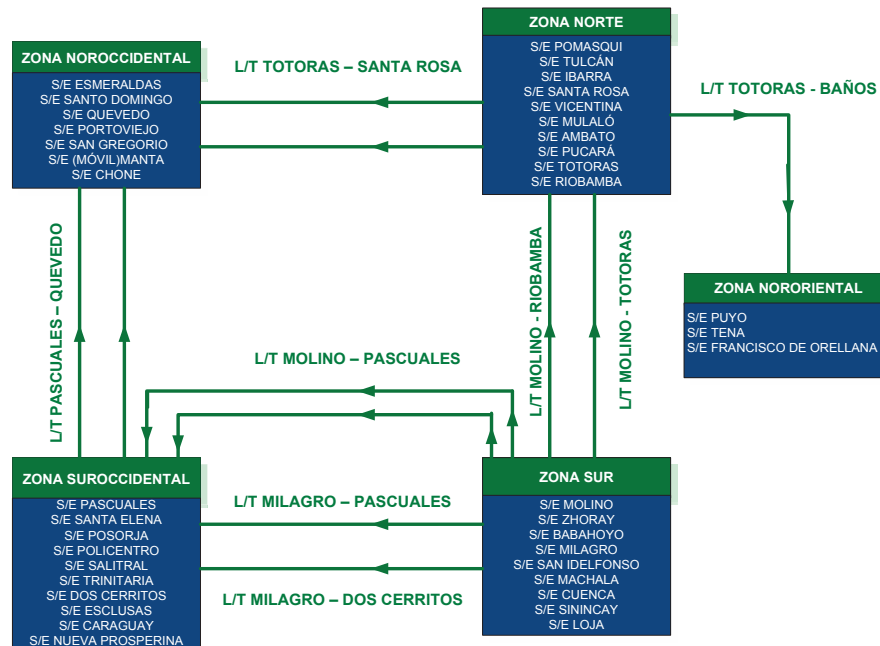 ZONA NOROCCIDENTAL
S/E ESMERALDAS
S/E SANTO DOMINGO
S/E QUEVEDO
S/E PORTOVIEJO
S/E SAN GREGORIO
S/E (MÓVIL)MANTA
S/E CHONE
L/T TOTORAS – SANTA ROSA
ZONA NORTE
S/E POMASQUI
S/E TULCÁN
S/E IBARRA
S/E SANTA ROSA
S/E VICENTINA
S/E MULALÓ
S/E AMBATO
S/E PUCARÁ
S/E TOTORAS
S/E RIOBAMBA
L/T TOTORAS - BAÑOS
ZONA NORORIENTAL
S/E PUYO
S/E TENA
S/E FRANCISCO DE ORELLANA
L/T PASCUALES – QUEVEDO
L/T MOLINO – PASCUALES
L/T MOLINO - RIOBAMBA
L/T MOLINO - TOTORAS
ZONA SUROCCIDENTAL
S/E PASCUALES
S/E SANTA ELENA
S/E POSORJA
S/E POLICENTRO
S/E SALITRAL
S/E TRINITARIA
S/E DOS CERRITOS
S/E ESCLUSAS
S/E CARAGUAY
S/E NUEVA PROSPERINA
L/T MILAGRO – PASCUALES
L/T MILAGRO – DOS CERRITOS
ZONA SUR
S/E MOLINO
S/E ZHORAY
S/E BABAHOYO
S/E MILAGRO
S/E SAN IDELFONSO
S/E MACHALA
S/E CUENCA
S/E SININCAY
S/E LOJA